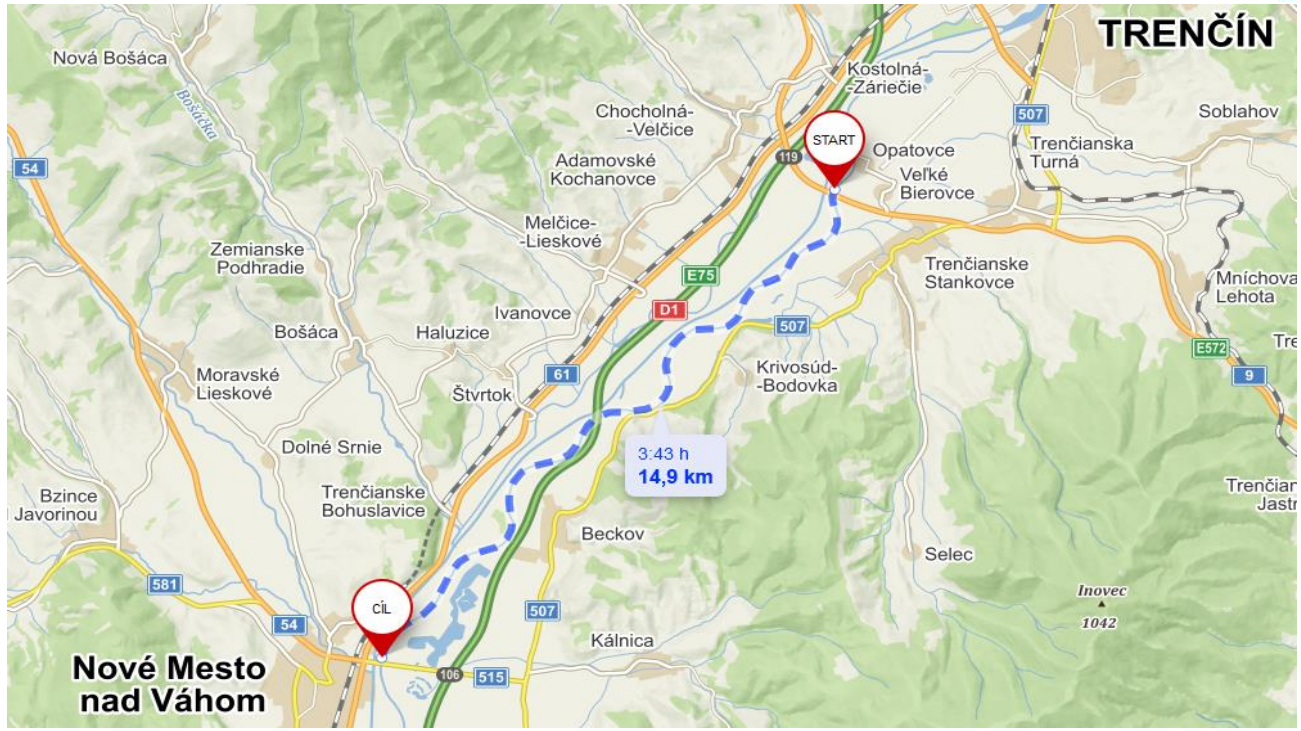 TRENČÍN
Nová Bošáca
Kostolná-
-Záriečie
Bošáčka
Chocholná-
-Velčice
507
Soblahov
START
Opatovce
Trenčianska
Turná
54
Adamovské
Kochanovce
119
Veľké
Bierovce
Melčice-
-Lieskové
Zemianske
Podhradie
Trenčianske
Stankovce
E75
Mníchova
Lehota
D1
Ivanovce
507
Bošáca
Haluzice
E572
Tre
61
Krivosúd-
-Bodovka
9
Moravské
Lieskové
Štvrtok
Dolné Srnie
3:43 h
14,9 km
Bzince
Javorinou
Trenčianske
Bohuslavice
Trenčian
Jastr
Beckov
Selec
581
Inovec
1042
CÍL
507
54
Kálnica
Nové Mesto
nad Váhom
106
515